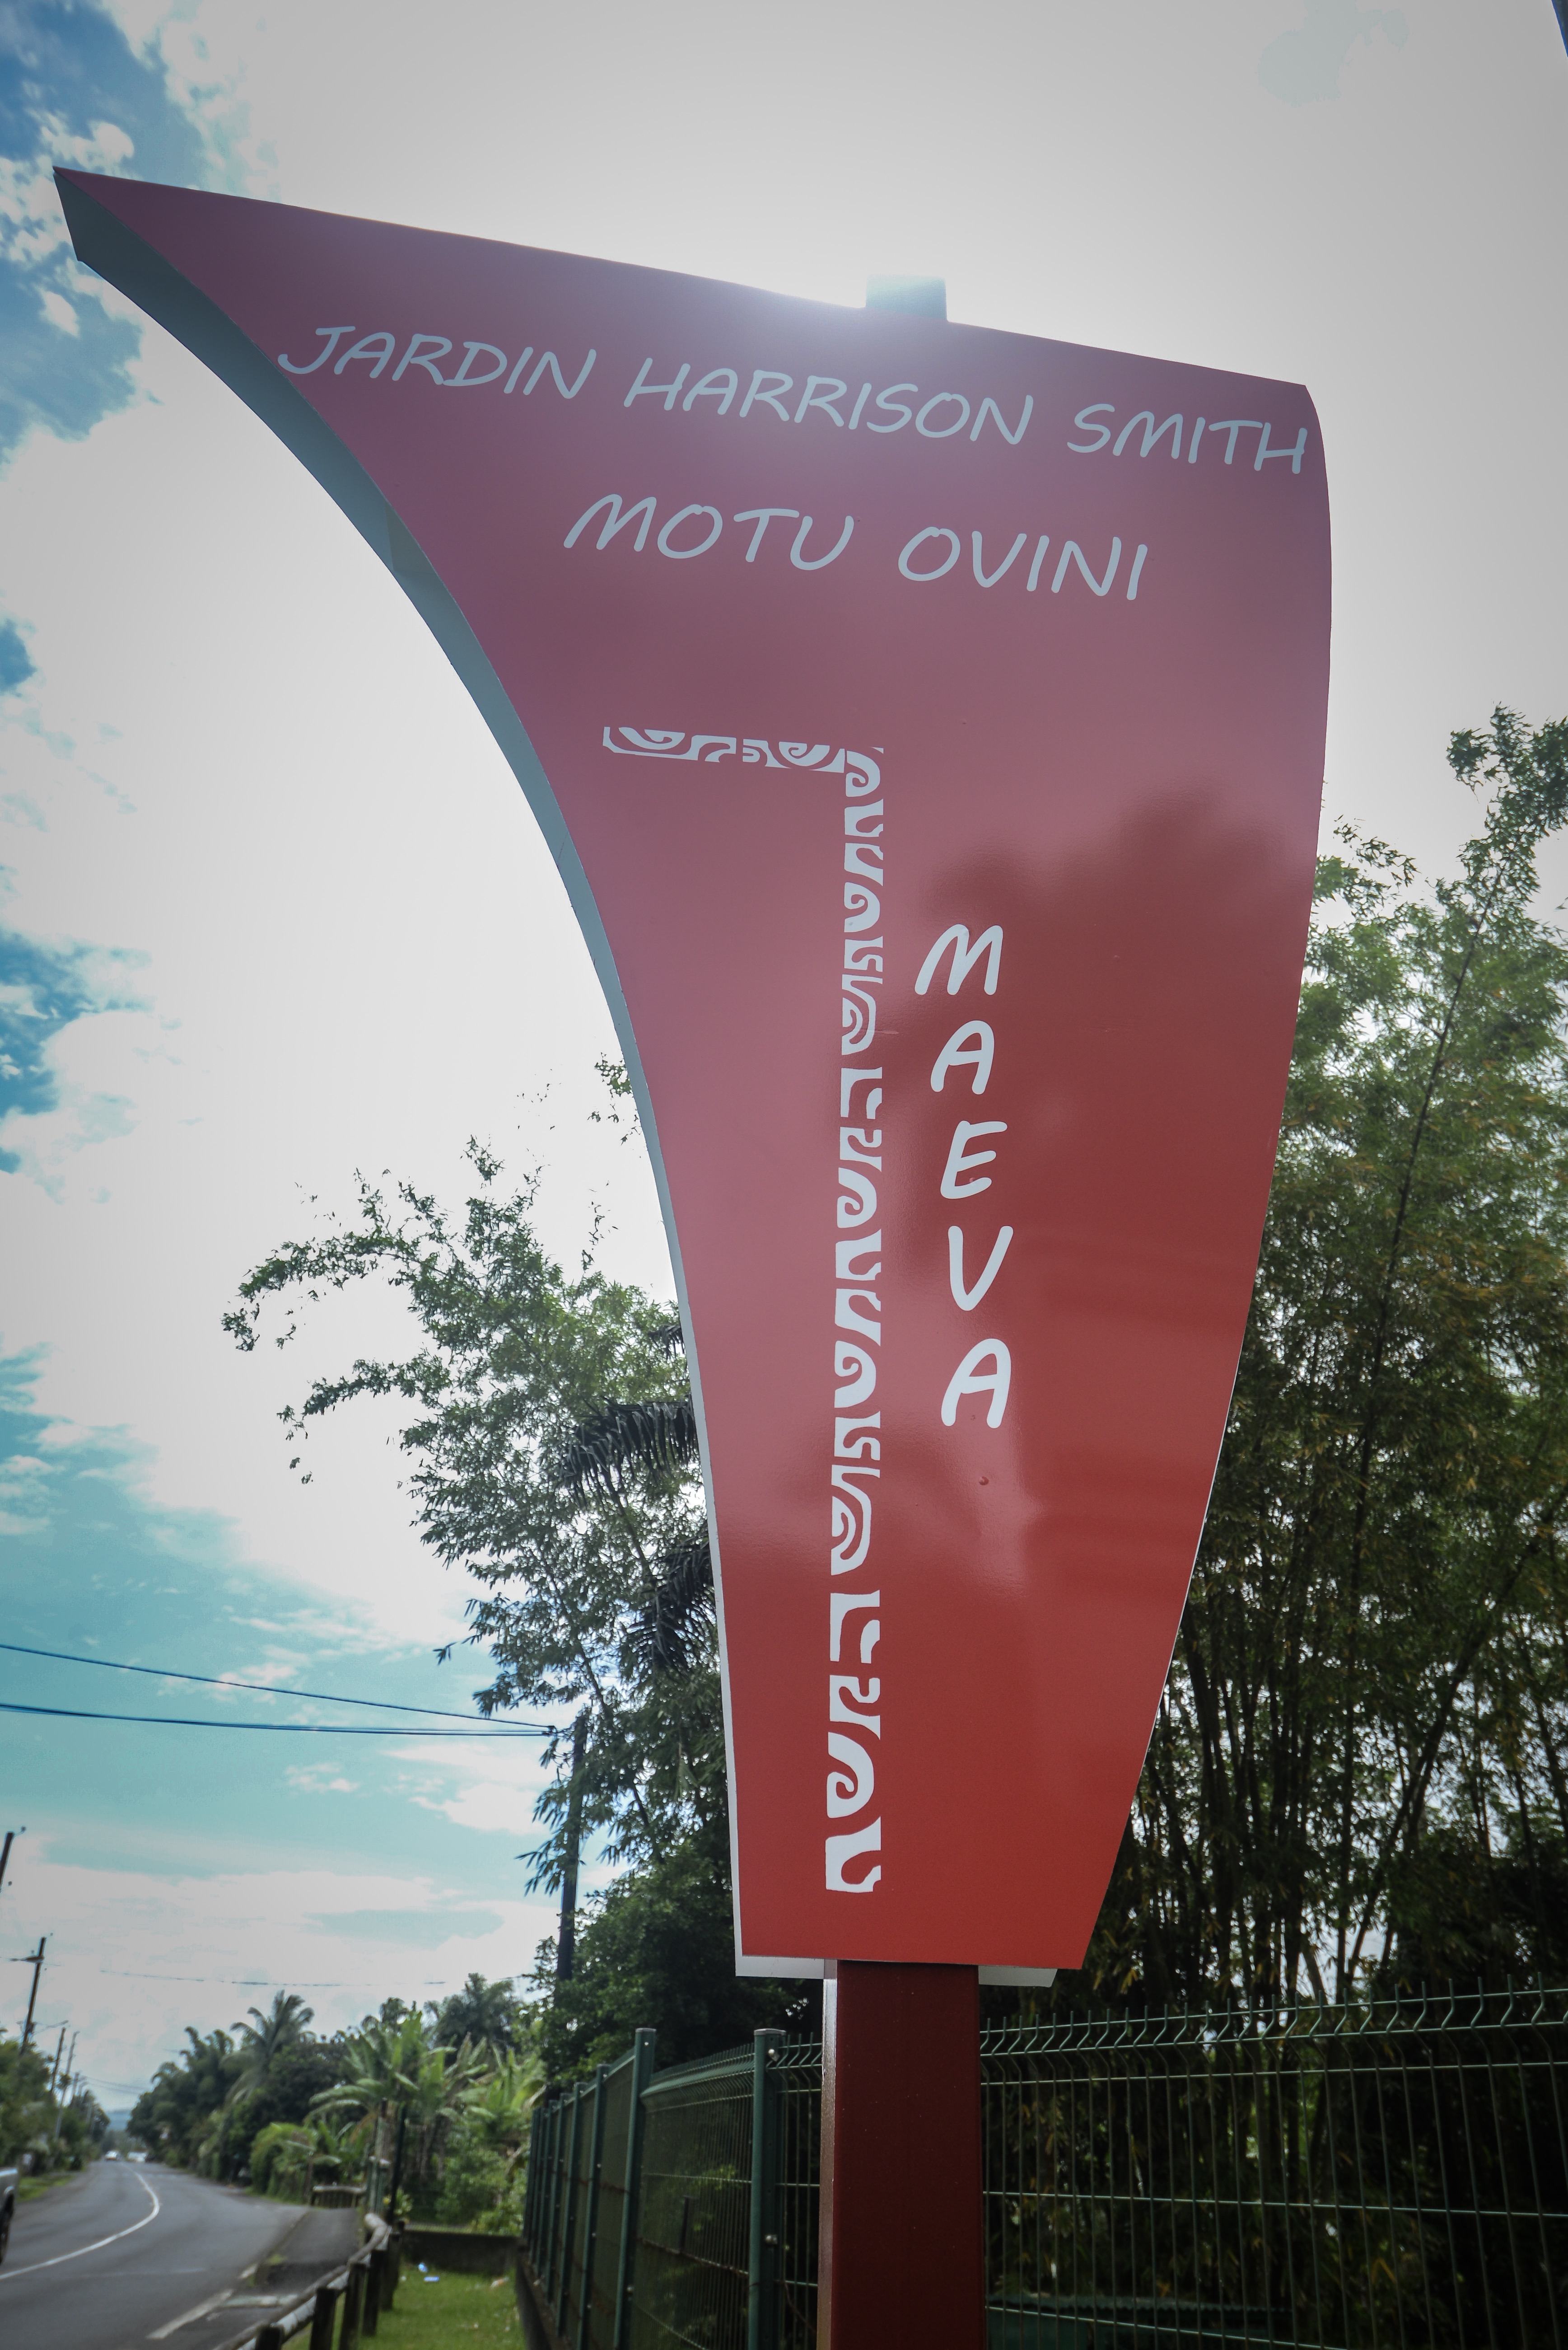 JARDIN HARRISON SMITH
MOTU OVINI
MAEVA